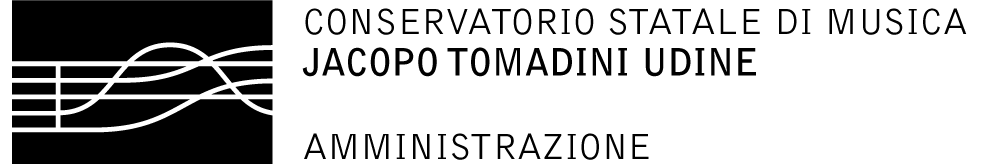 CONSERVATORIO STATALE DI MUSICA
JACOPO TOMADINI UDINE
AMMINISTRAZIONE